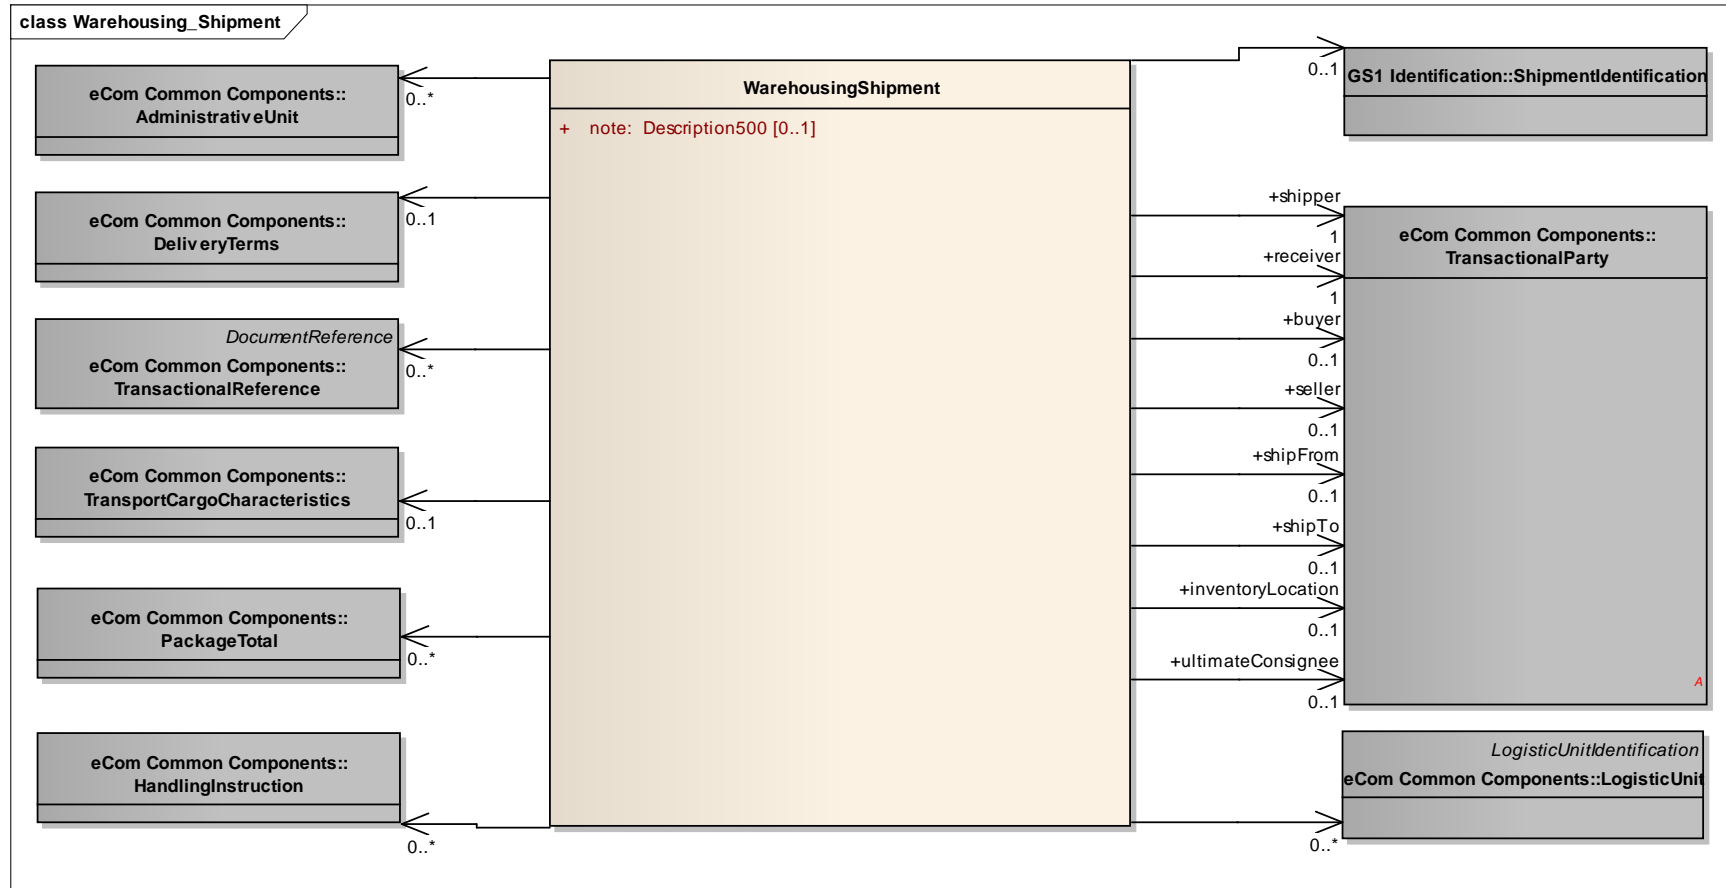 class Warehousing_Shipment
eCom Common Components::
AdministrativeUnit
0..*
eCom Common Components::
DeliveryTerms
0..1
DocumentReference
eCom Common Components::
TransactionalReference
0..*
eCom Common Components::
TransportCargoCharacteristics
0..1
eCom Common Components::
PackageTotal
0..*
eCom Common Components::
HandlingInstruction
0..*
WarehousingShipment
+ note: Description500 [0..1]
0..1
GS1 Identification::ShipmentIdentification
+shipper
1
+receiver
1
+buyer
0..1
+seller
0..1
+shipFrom
0..1
+shipTo
0..1
+inventoryLocation
0..1
+ultimateConsignee
0..1
eCom Common Components::
TransactionalParty
A
LogisticUnitIdentification
eCom Common Components::LogisticUnit
0..*